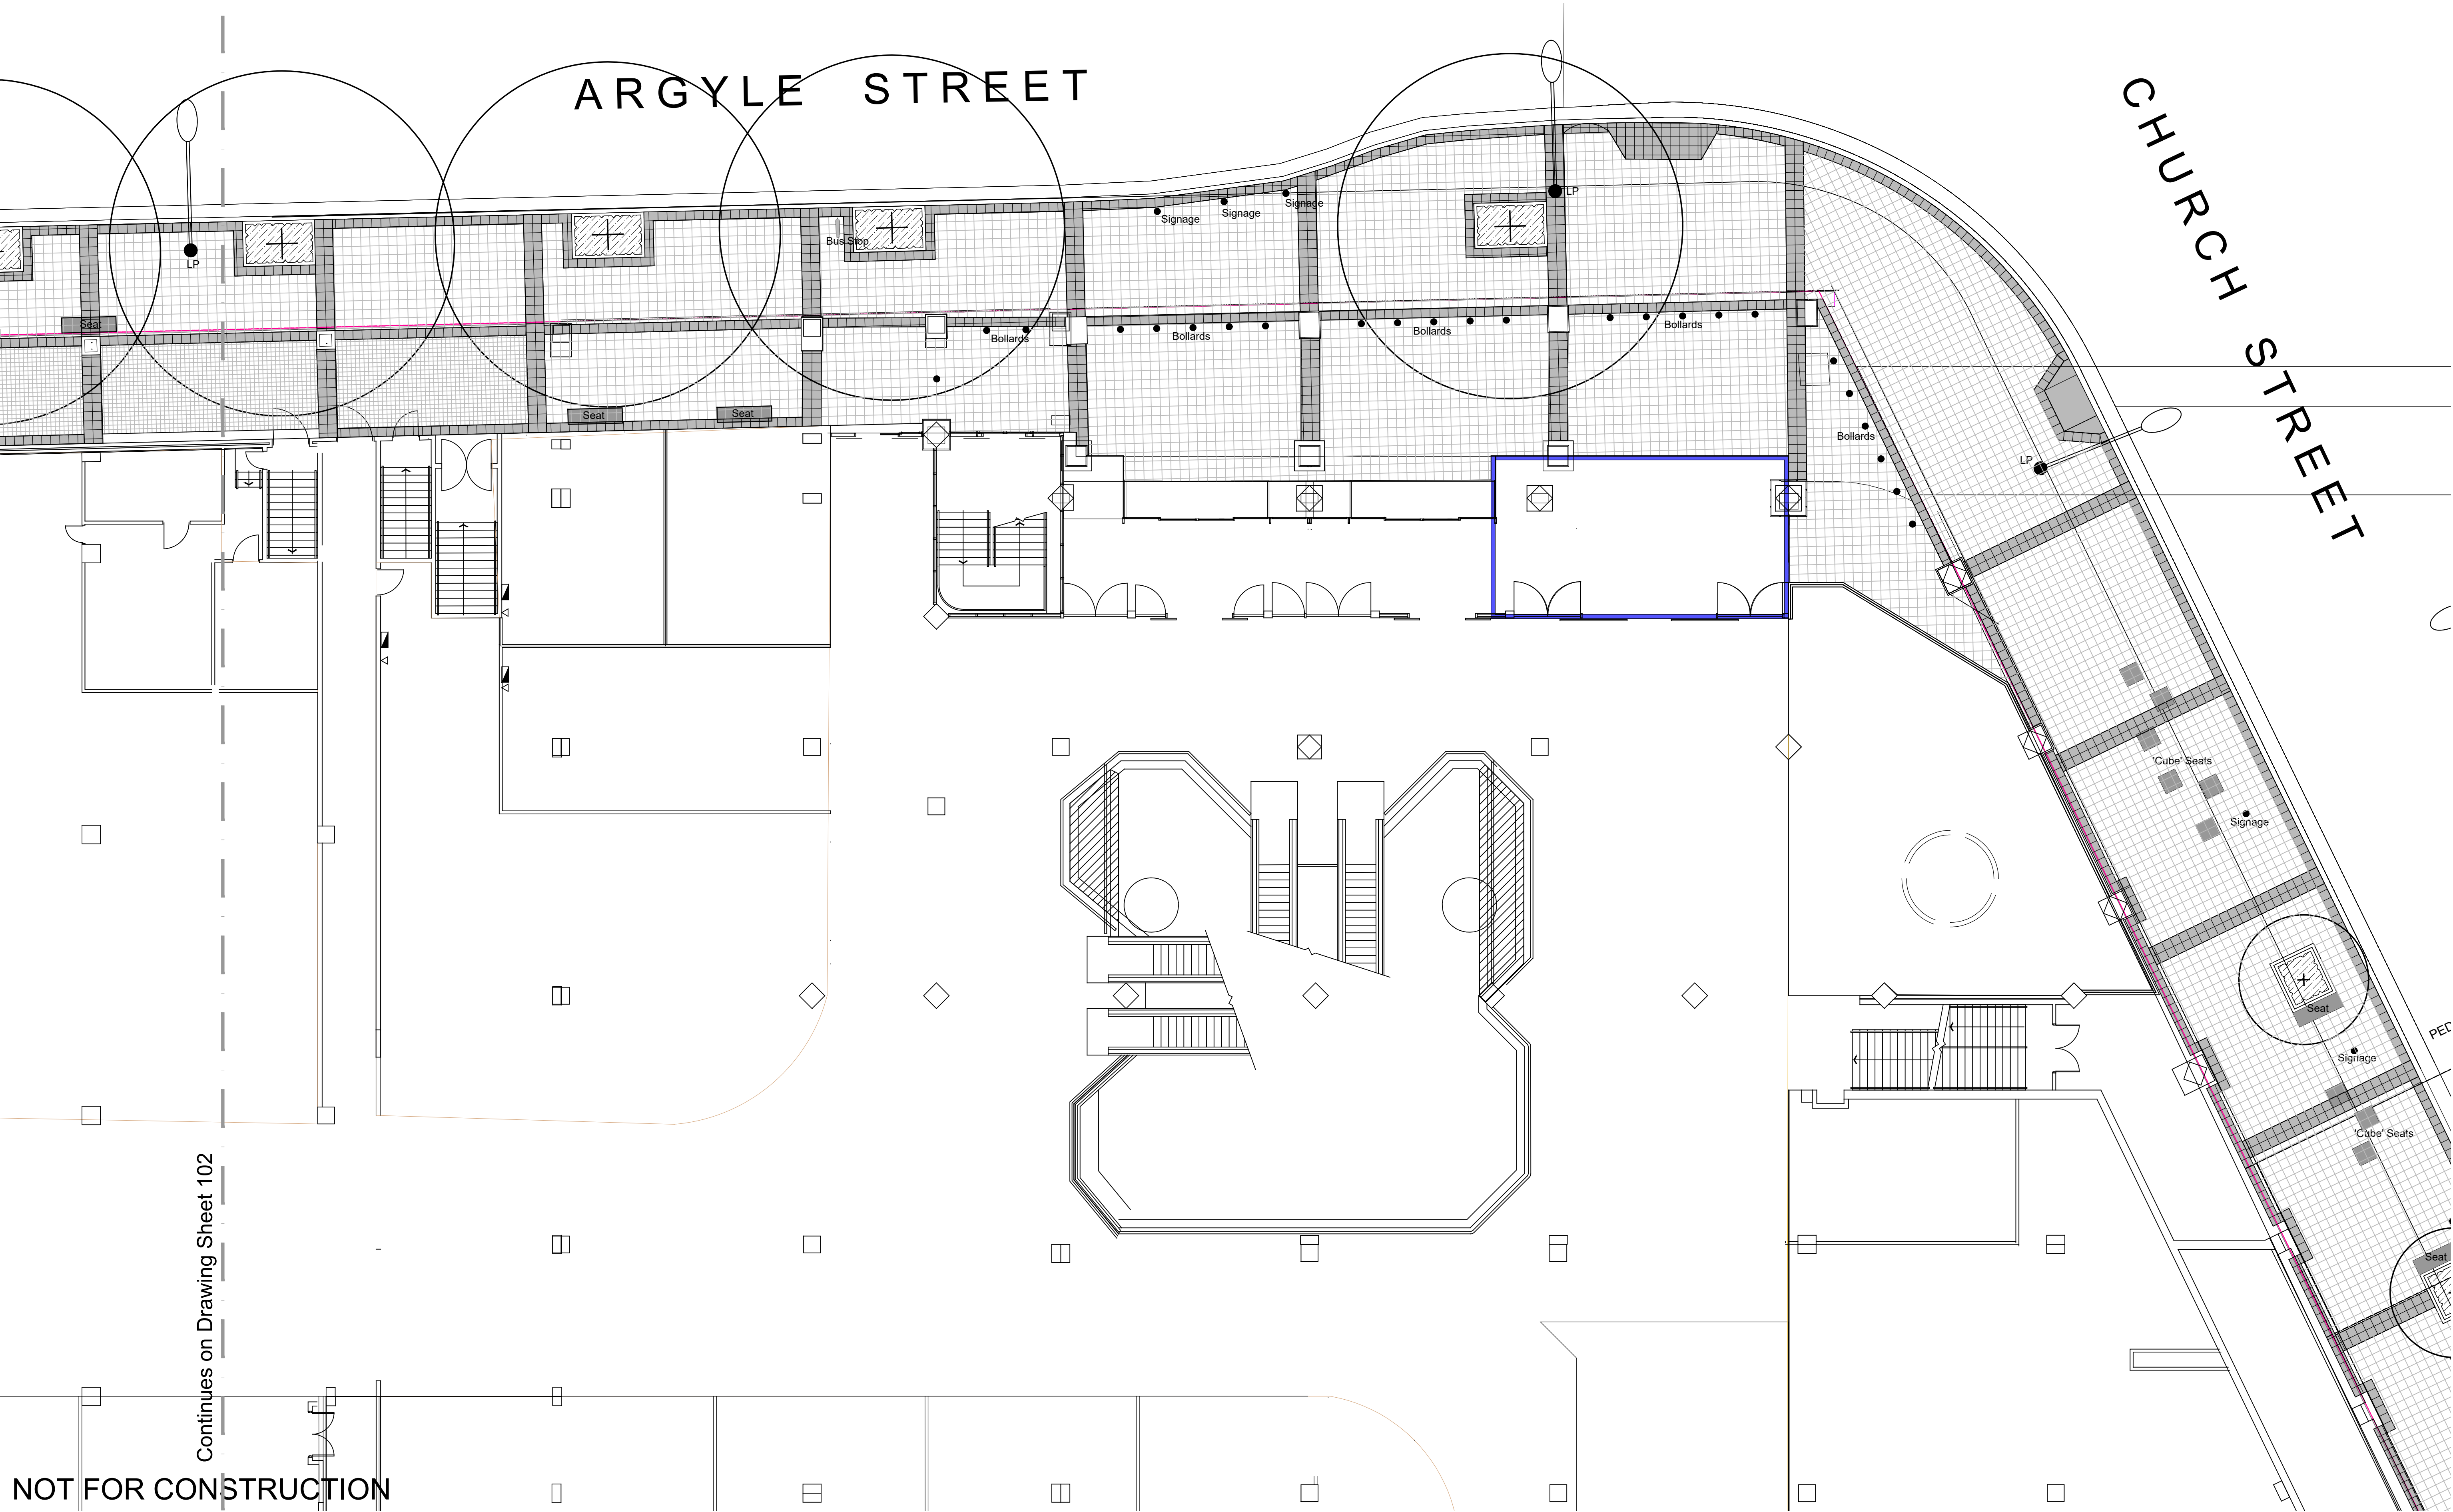 ARGYLE STREET
CHURCH STREET
LP
Signage
Signage
Signage
LP
Bus Stop
LP
Seat
Bollards
Bollards
Bollards
Bollards
Seat
Seat
Bollards
LP
'Cube' Seats
Signage
Seat
Signage
'Cube' Seats
Seat
Continues on Drawing Sheet 102
NOT FOR CONSTRUCTION